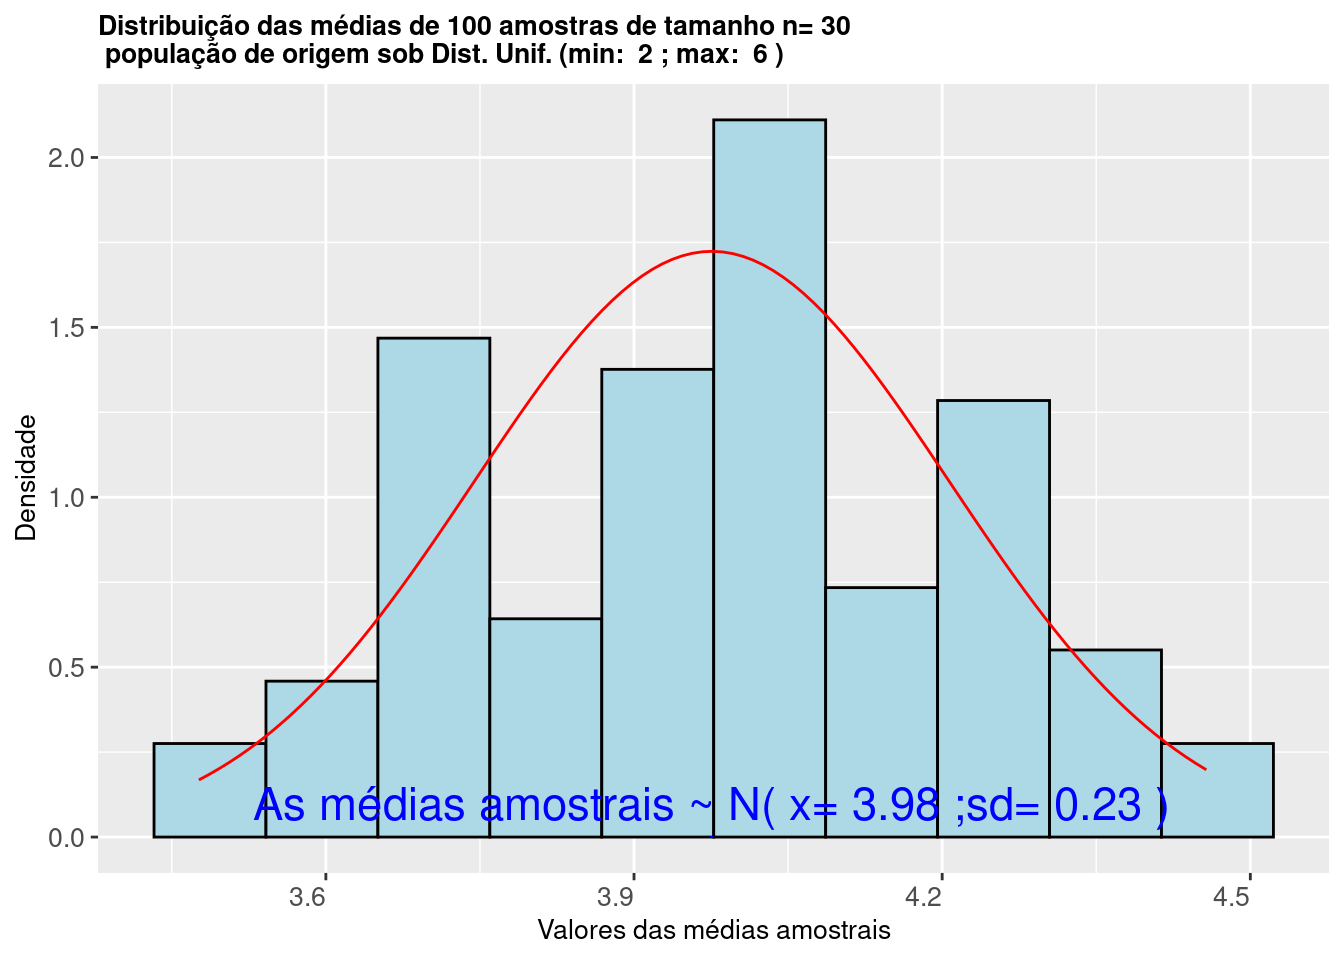 Distribuição das médias de 100 amostras de tamanho n= 30
população de origem sob Dist. Unif. (min:  2 ; max:  6 )
2.0
1.5
1.0
0.5
0.0
Densidade
As médias amostrais ~ N( x= 3.98 ;sd= 0.23 )
3.6 3.9 4.2 4.5
Valores das médias amostrais